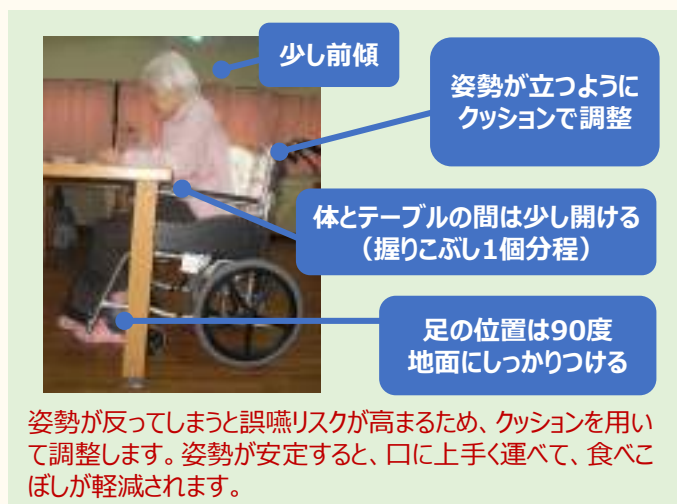 少し前傾
姿勢が立つように
クッションで調整
体とテーブルの間は少し開ける
（握りこぶし1個分程）
足の位置は90度
地面にしっかりつける
姿勢が反ってしまうと誤嚥リスクが高まるため、クッションを用い
て調整します。姿勢が安定すると、口に上手く運べて、食べこ
ぼしが軽減されます。